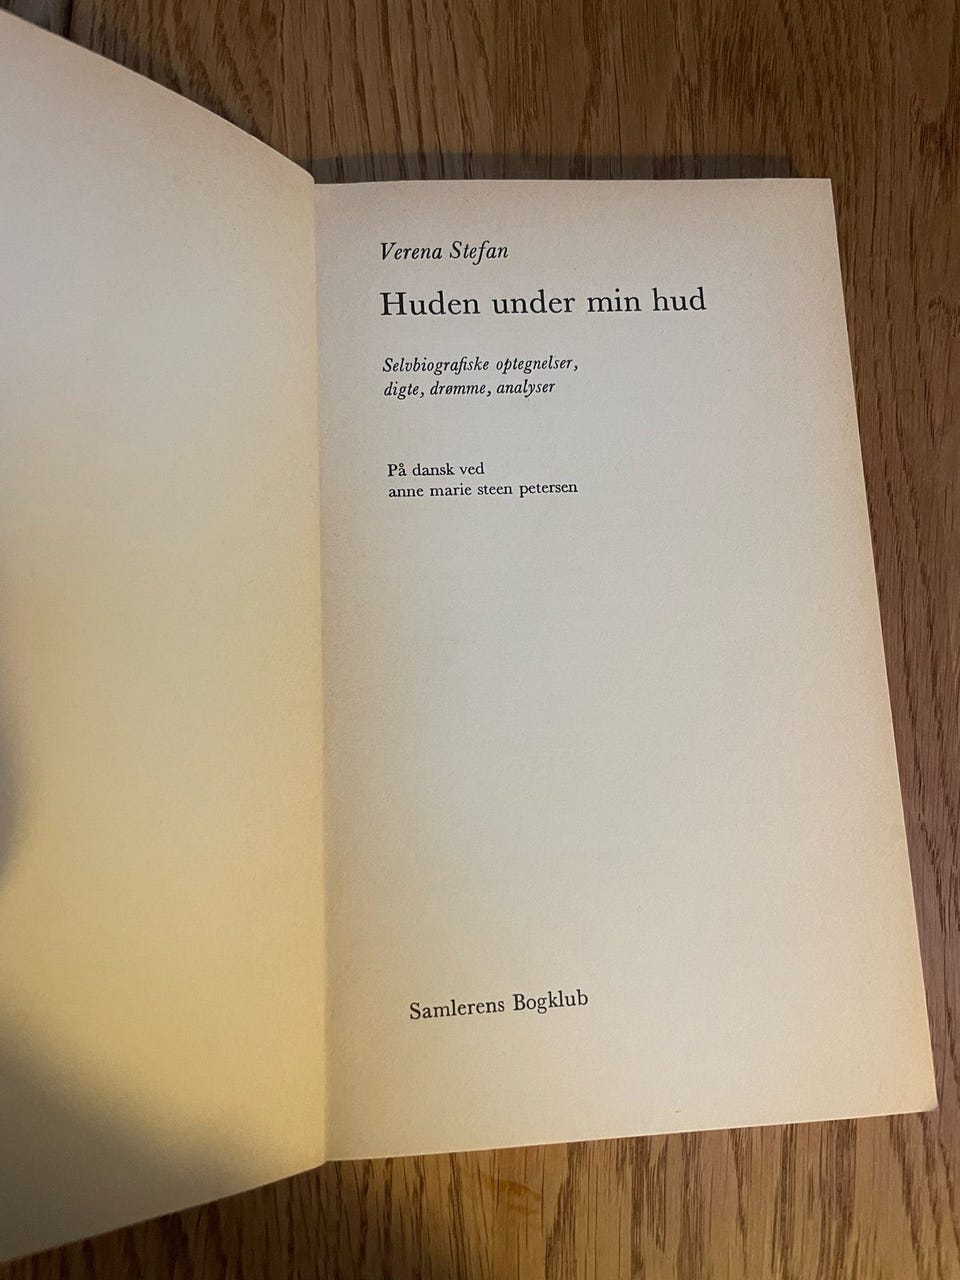 Verena Stefan
Huden under min hud
Selvbiografiske optegnelser,
digte, drømme, analyser
På dansk ved
anne marie steen petersen
Samlerens Bogklub